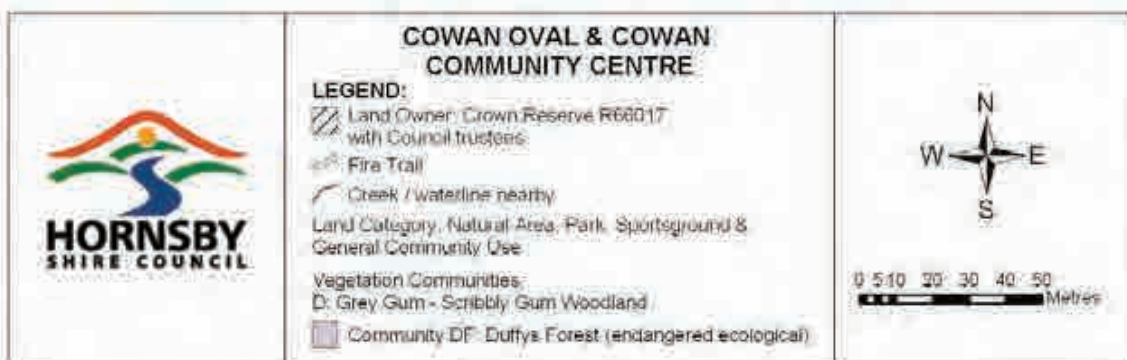 HORNSBY
SHIRE COUNCIL
COWAN OVAL & COWAN
COMMUNITY CENTRE
LEGEND:
Land Owner: Crown Reserve R66017
with Council trustees
Fire Trail
Creek / waterline nearby
Land Category: Natural Area, Park, Sportsground &
General Community Use
Vegetation Communities:
D: Grey Gum - Scribbly Gum Woodland
Community DF: Duffys Forest (endangered ecological)
N
W E
S
0 5 10 20 30 40 50
Metres